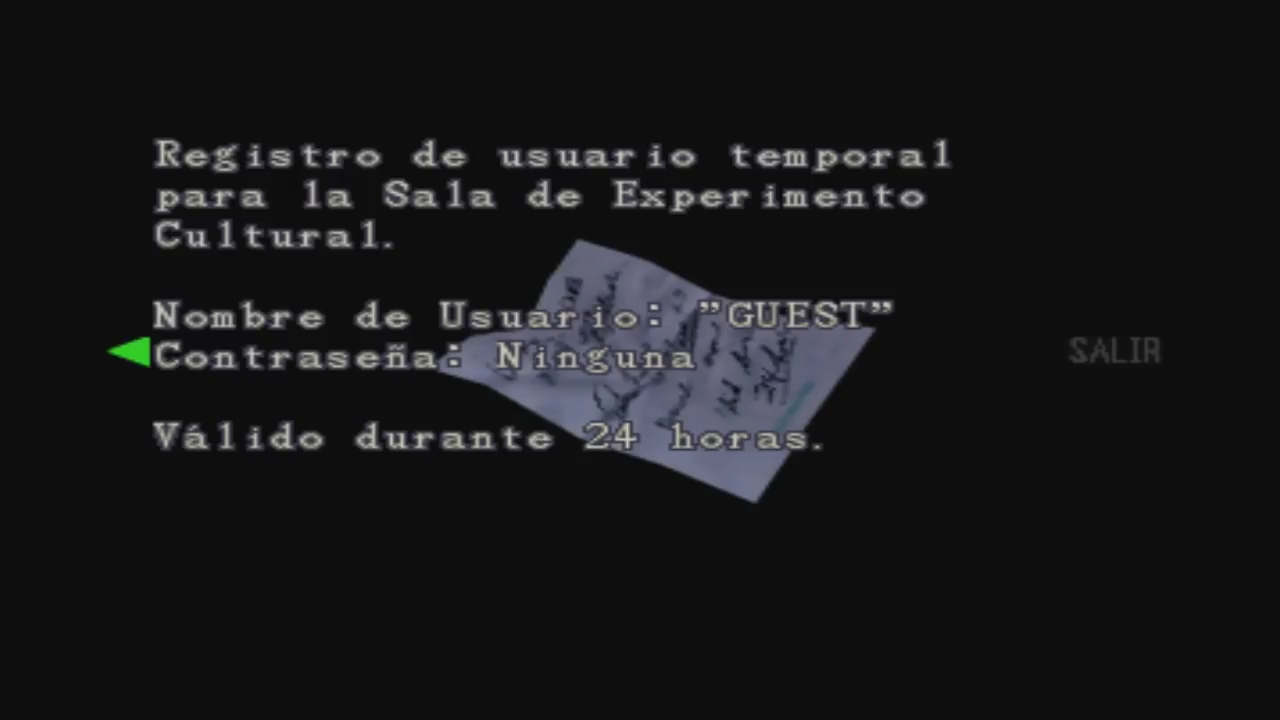 Registro de usuario temporal
para la Sala de Experimento
Cultural.
Nombre de Usuario: ”GUEST”
Contraseña: Ninguna
SALIR
Válido durante 24 horas.